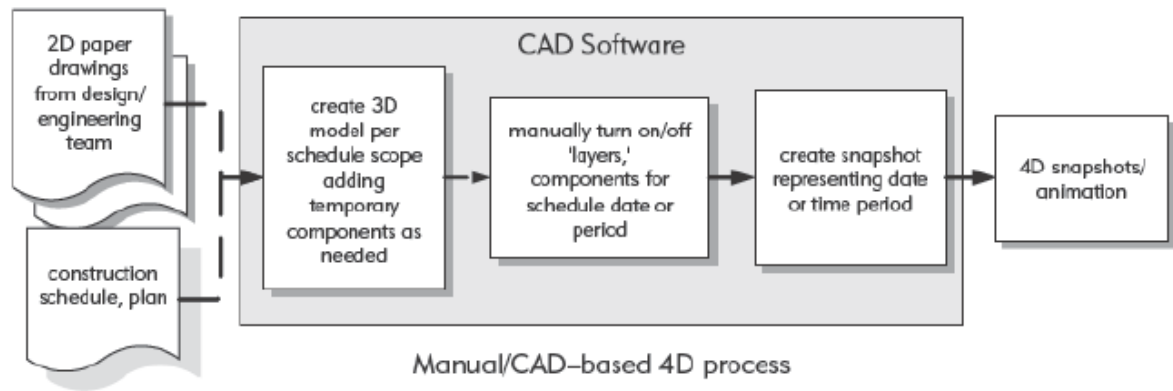 2D paper
drawings
from design/
engineering
team
construction
schedule, plan
CAD Software
create 3D
model per
schedule scope
adding
temporary
components as
needed
manually turn on/off
'layers,'
components for
schedule date or
period
create snapshot
representing date
or time period
4D snapshots/
animation
Manual/CAD–based 4D process